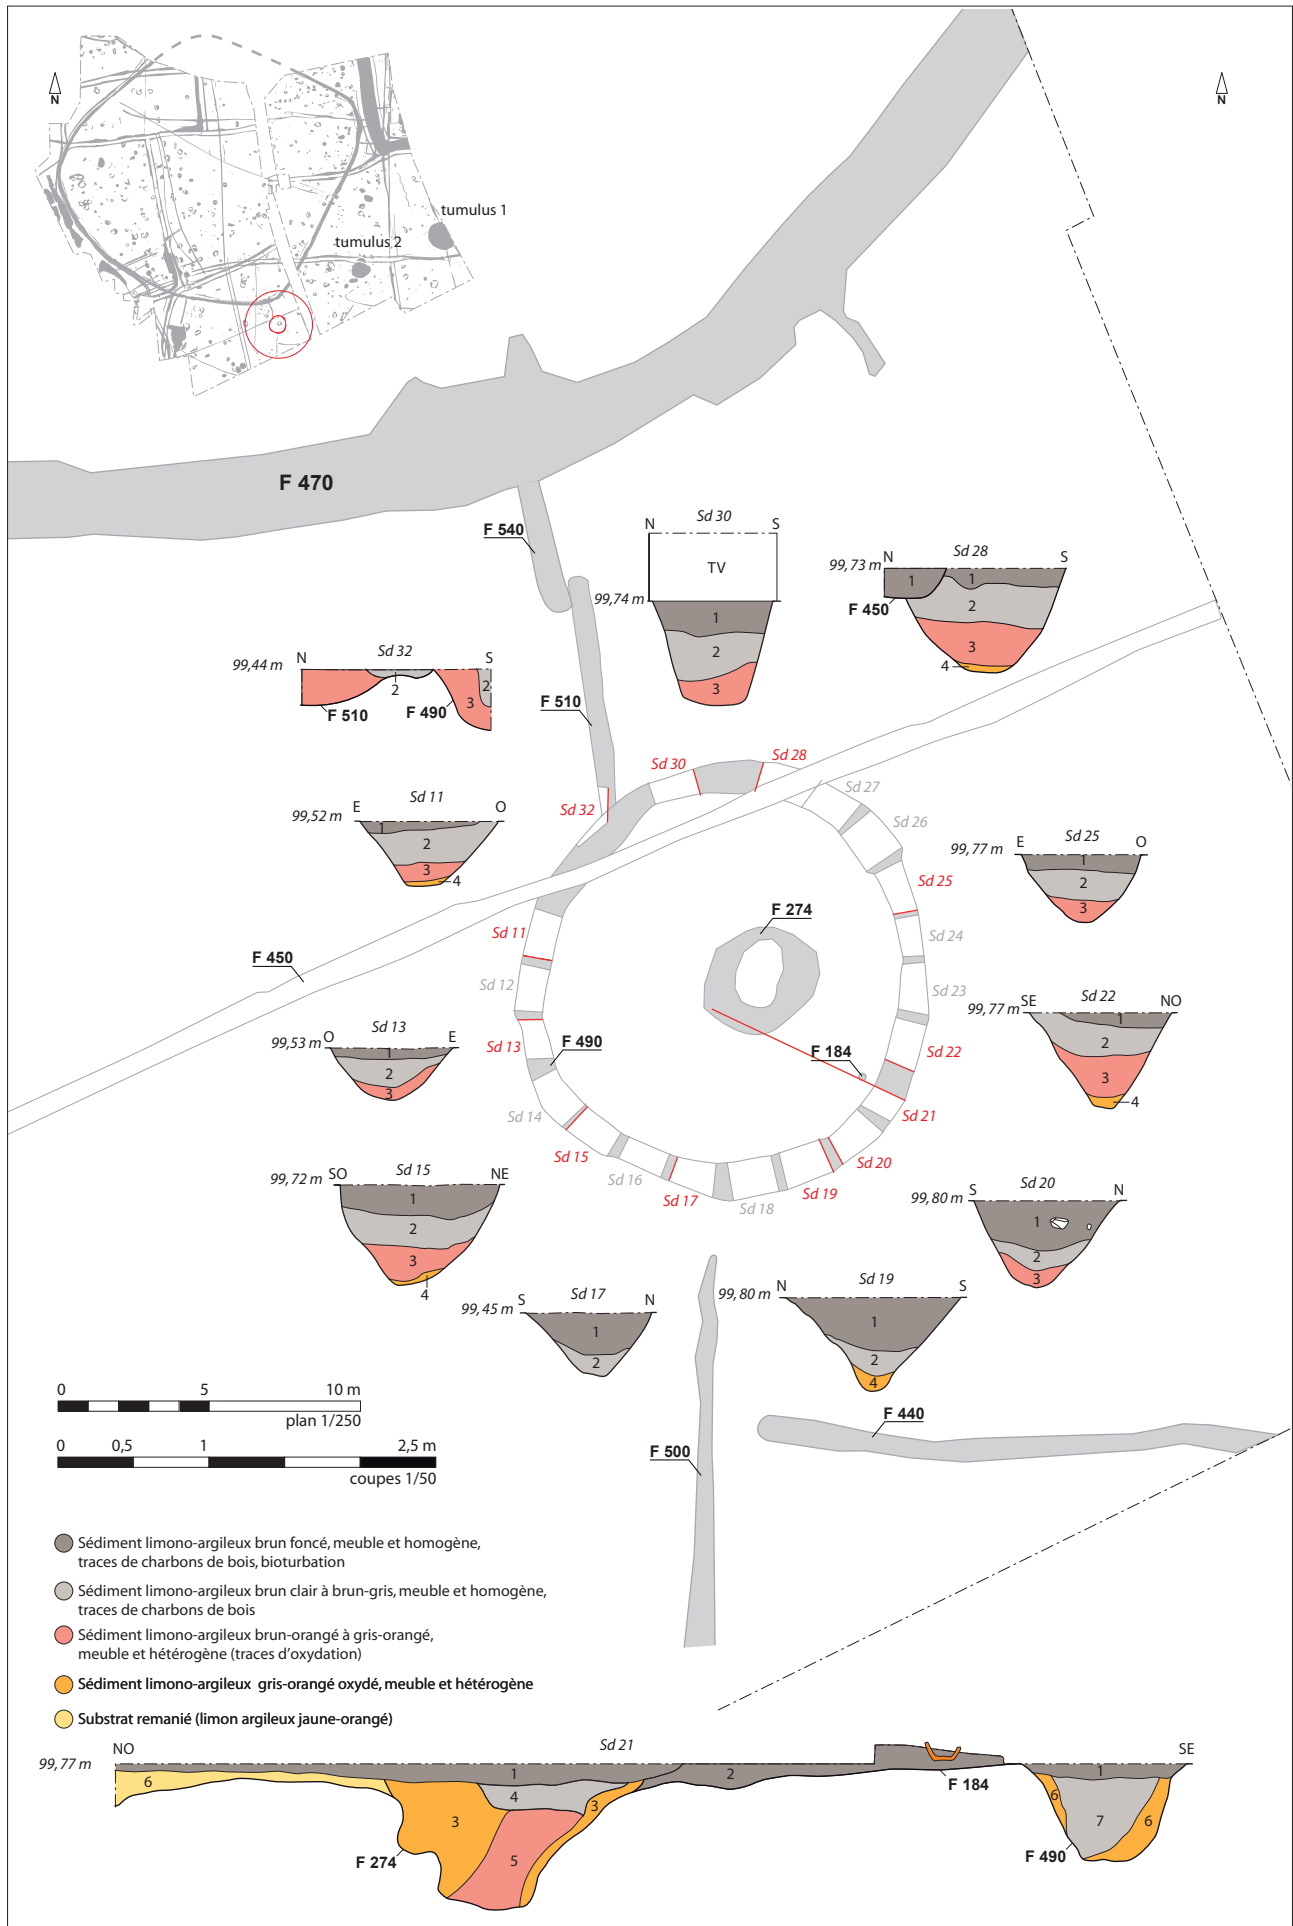 N
N
tumulus 1
tumulus 2
F 470
F 540
Sd 30
N S
TV
99,74 m
1
2
3
Sd 28
N S
99,73 m
1 1
F 450
2
3
4
Sd 32
N S
99,44 m
2 2
3
F 510 F 490
F 510
Sd 30
Sd 28
Sd 32
Sd 27
Sd 26
Sd 11
E O
99,52 m
1
2
3
4
Sd 25
E O
99,77 m
1
2
3
Sd 25
F 274
Sd 11
Sd 24
F 450
Sd 12
Sd 23
Sd 22
SE NO
99,77 m
1
2
3
4
Sd 13
O E
99,53 m
1
2
3
Sd 13
F 490
F 184
Sd 22
Sd 14
Sd 21
Sd 15
Sd 20
Sd 16
Sd 17
Sd 19
Sd 18
Sd 15
SO NE
99,72 m
1
2
3
4
Sd 20
S N
99,80 m
1
2
3
Sd 17
S N
99,45 m
1
2
Sd 19
N S
99,80 m
1
2
4
0 5 10 m
plan 1/250
0 0,5 1 2,5 m
coupes 1/50
F 440
F 500
Sédiment limono-argileux brun foncé, meuble et homogène,
traces de charbons de bois, bioturbation
Sédiment limono-argileux brun clair à brun-gris, meuble et homogène,
traces de charbons de bois
Sédiment limono-argileux brun-orangé à gris-orangé,
meuble et hétérogène (traces d'oxydation)
Sédiment limono-argileux gris-orangé oxydé, meuble et hétérogène
Substrat remanié (limon argileux jaune-orangé)
Sd 21
NO SE
99,77 m
6 1 2 1
4
3 3
5
F 274
F 184
6 7 6
F 490